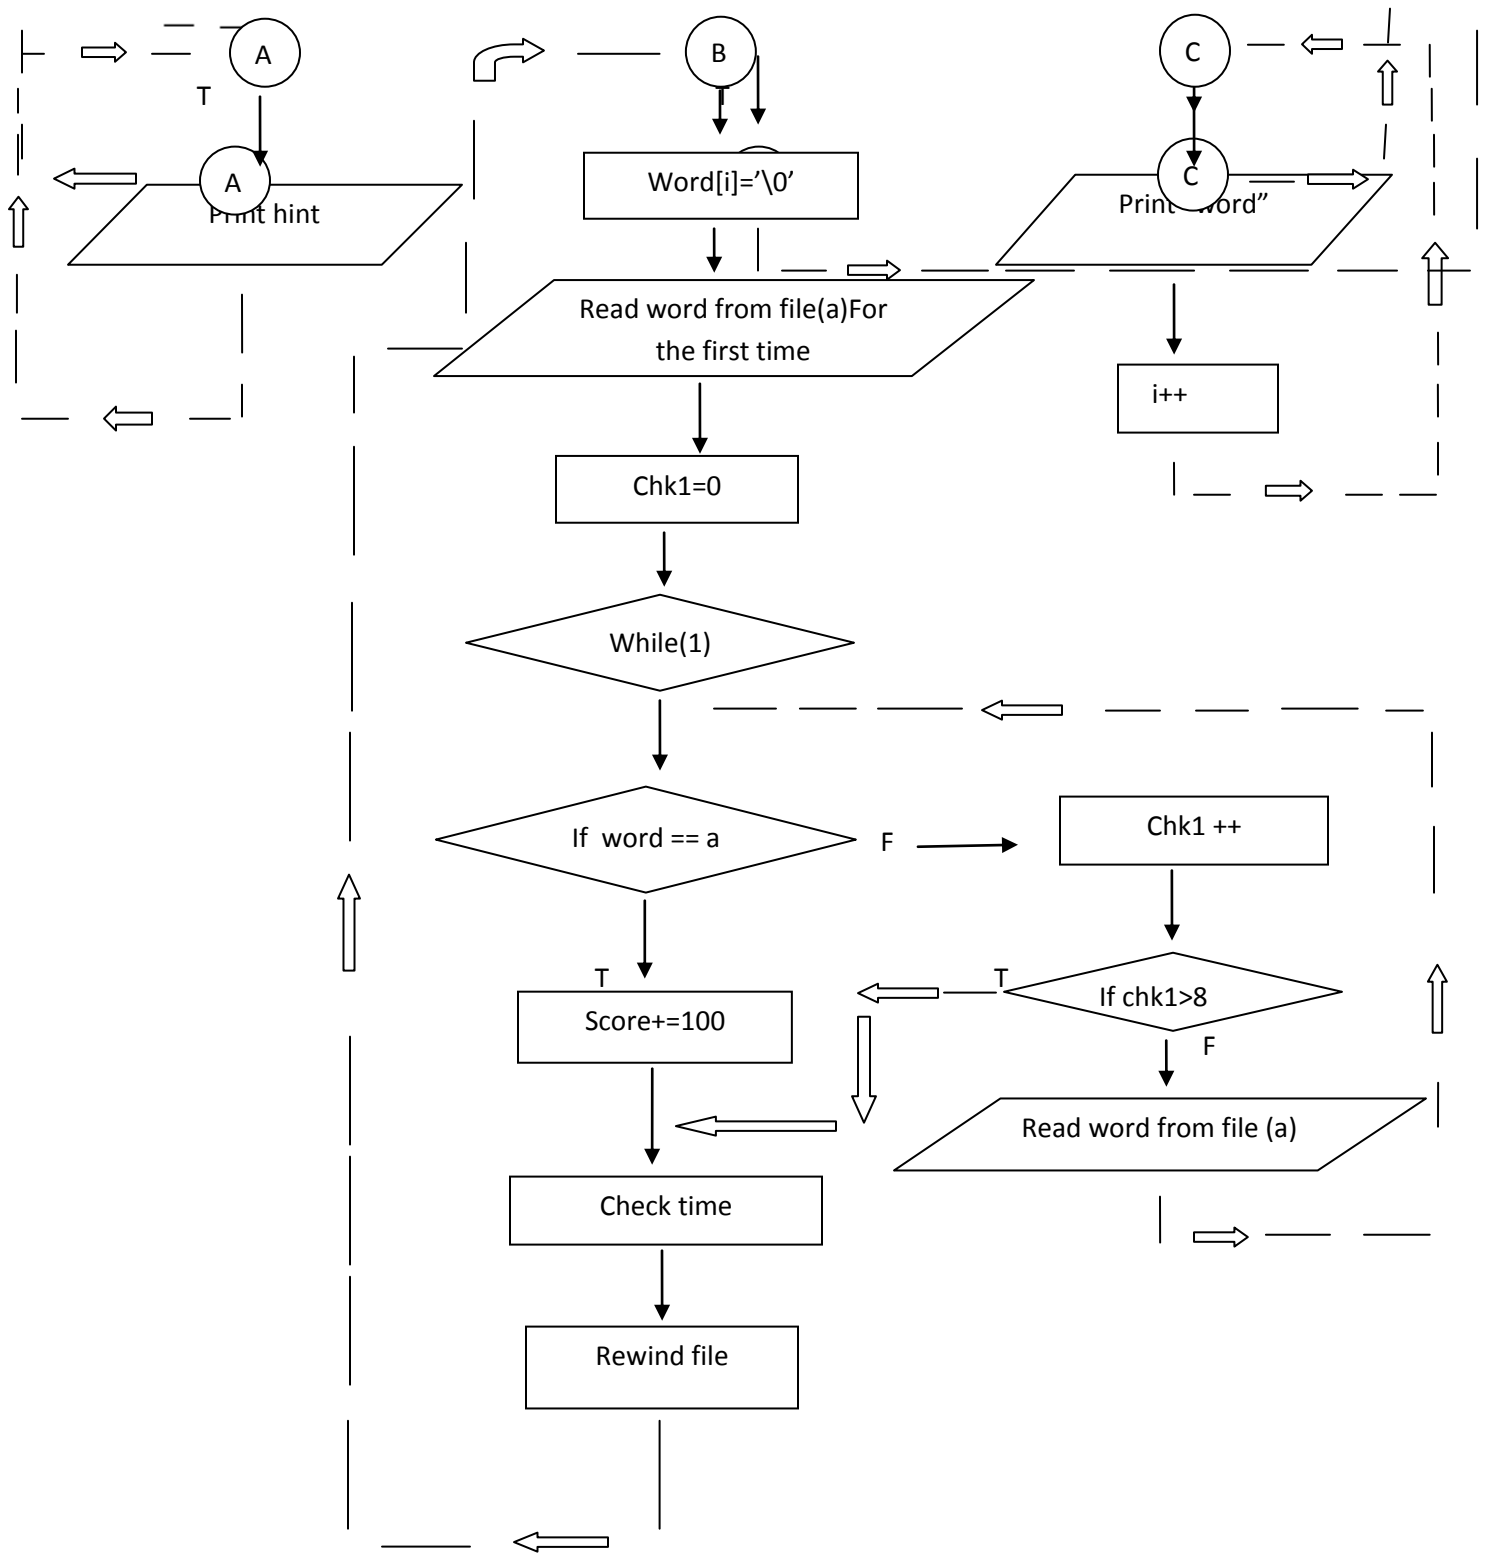 A
B
C
T
T
A
Word[i]=’\0’
C
Print hint
Print “word”
Read word from file(a)For
the first time
i++
Chk1=0
While(1)
If word == a
F
Chk1 ++
T
T
If chk1>8
Score+=100
F
Read word from file (a)
Check time
Rewind file